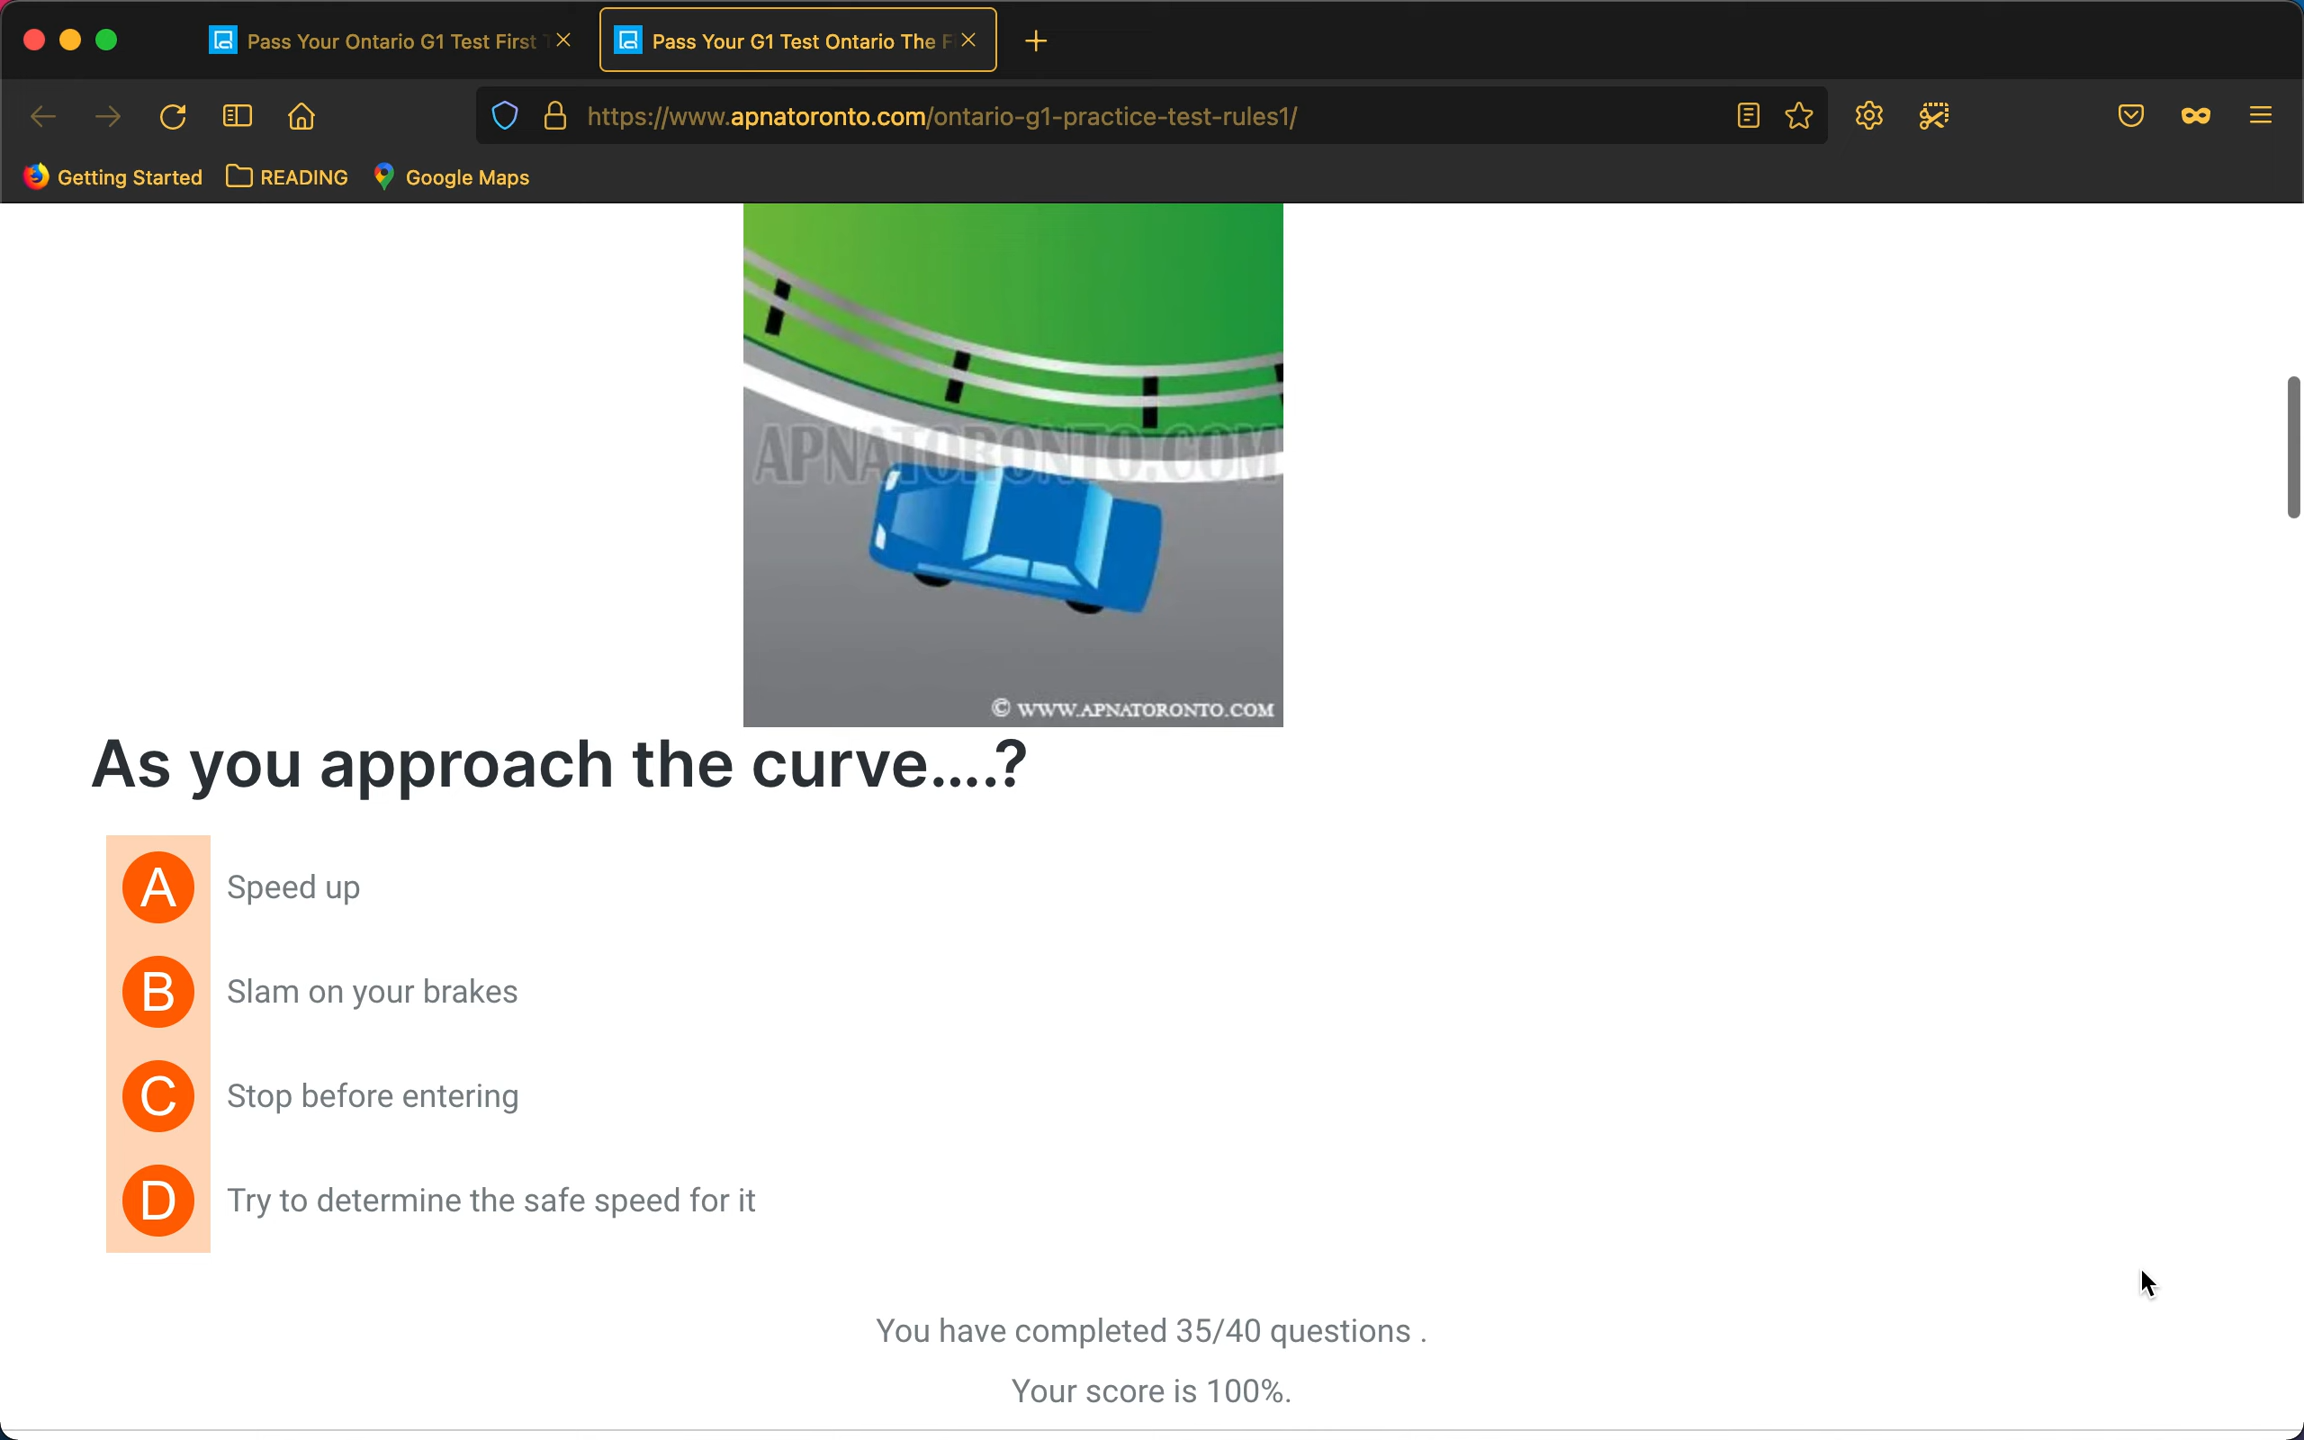 Pass Your Ontario G1 Test First
Pass Your G1 Test Ontario The F
https://www.apnatoronto.com/ontario-g1-practice-test-rules1/
Getting Started
READING
Google Maps
APNATORONTO.COM
© WWW.APNATORONTO.COM
As you approach the curve....?
A Speed up
B Slam on your brakes
C Stop before entering
D Try to determine the safe speed for it
You have completed 35/40 questions .
Your score is 100%.